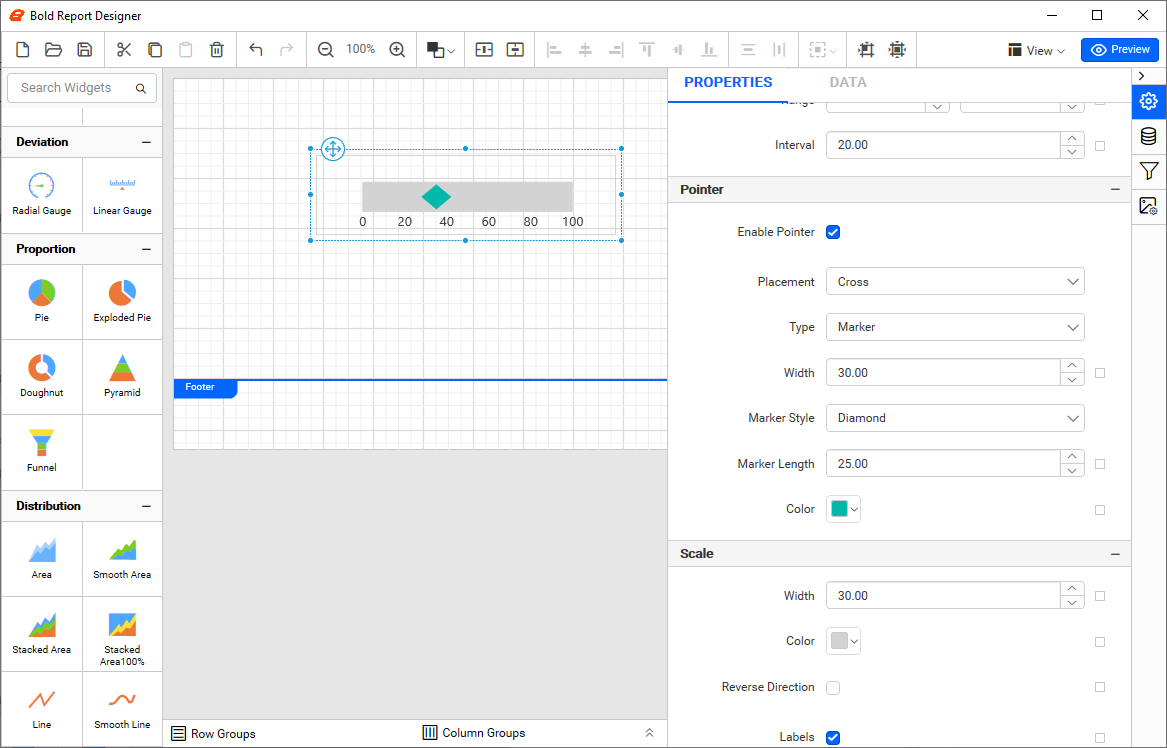 Bold Report Designer
100%
View
Preview
Search Widgets
Deviation
Radial Gauge
Linear Gauge
Proportion
Pie
Exploded Pie
Doughnut
Pyramid
Funnel
Distribution
Area
Smooth Area
Stacked Area
Stacked
Area100%
Line
Smooth Line
0 20 40 60 80 100
Footer
Row Groups
Column Groups
PROPERTIES
DATA
Interval
20.00
Pointer
Enable Pointer
Placement
Cross
Type
Marker
Width
30.00
Marker Style
Diamond
Marker Length
25.00
Color
Scale
Width
30.00
Color
Reverse Direction
Labels